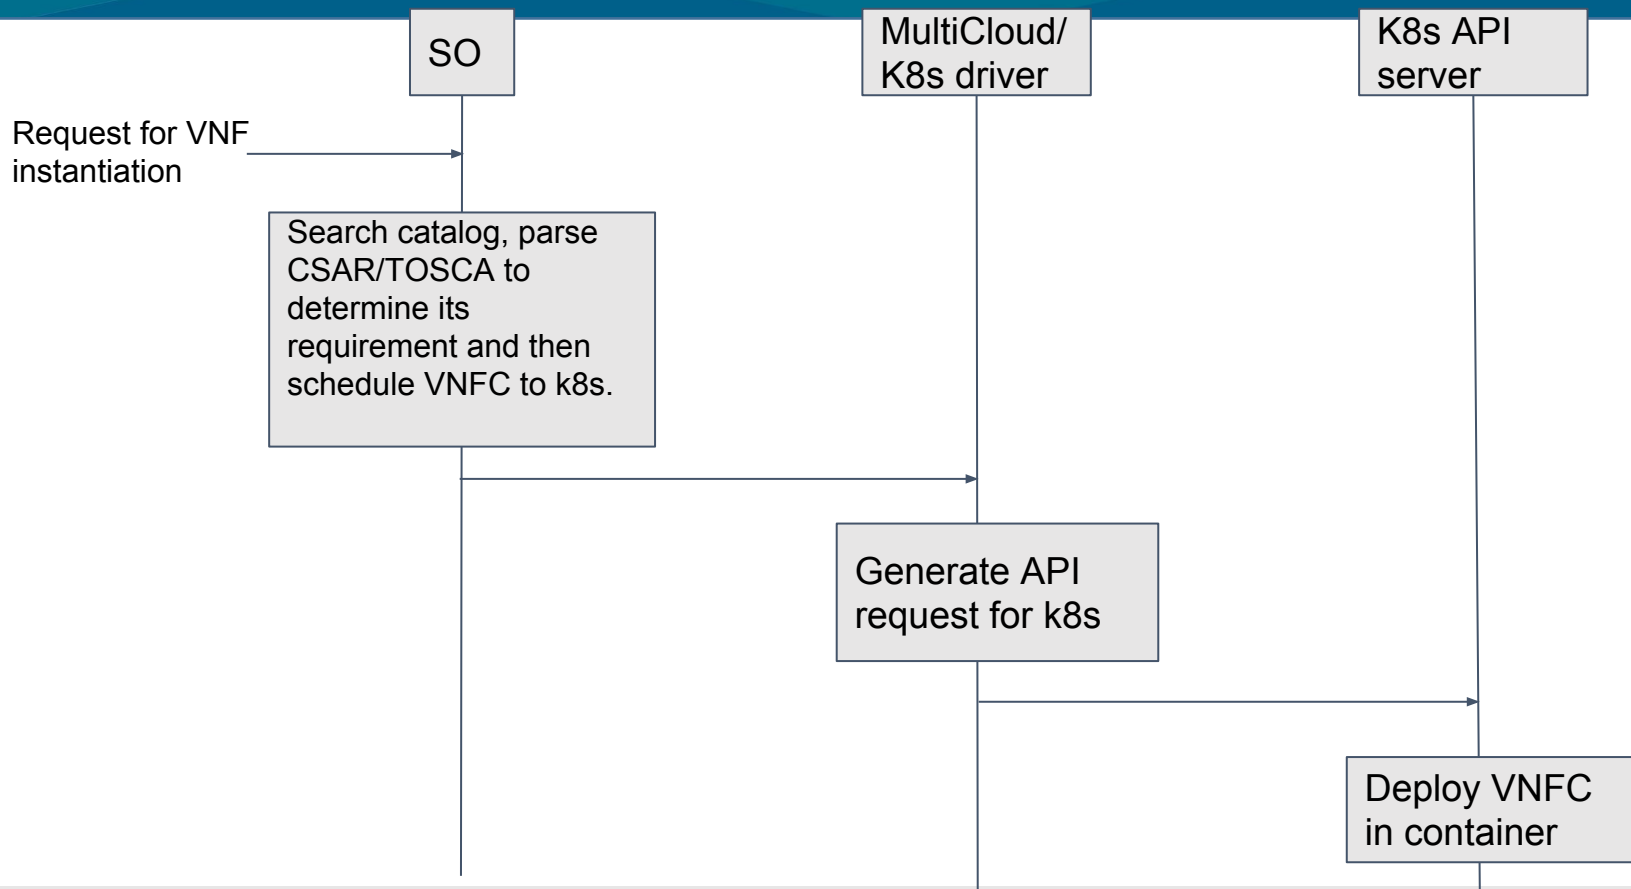 SO
MultiCloud/
K8s driver
K8s API
server
Request for VNF
instantiation
Search catalog, parse
CSAR/TOSCA to
determine its
requirement and then
schedule VNFC to k8s.
Generate API
request for k8s
Deploy VNFC
in container